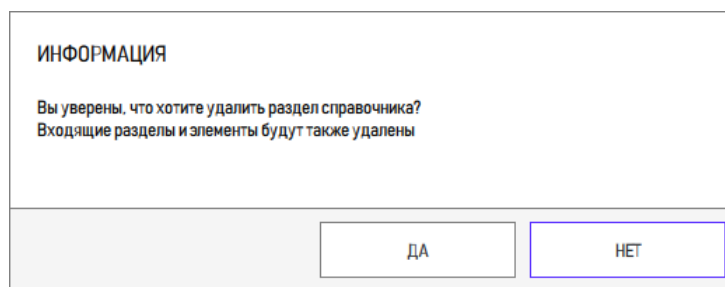 ИНФОРМАЦИЯ
Вы уверены, что хотите удалить раздел справочника?
Входящие разделы и элементы будут также удалены
ДА
НЕТ